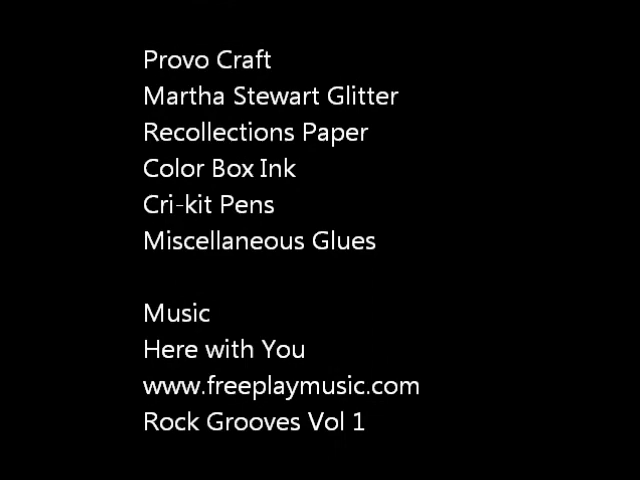 Provo Craft
Martha Stewart Glitter
Recollections Paper
Color Box Ink
Cri-kit Pens
Miscellaneous Glues
Music
Here with You
www.freeplaymusic.com
Rock Grooves Vol 1